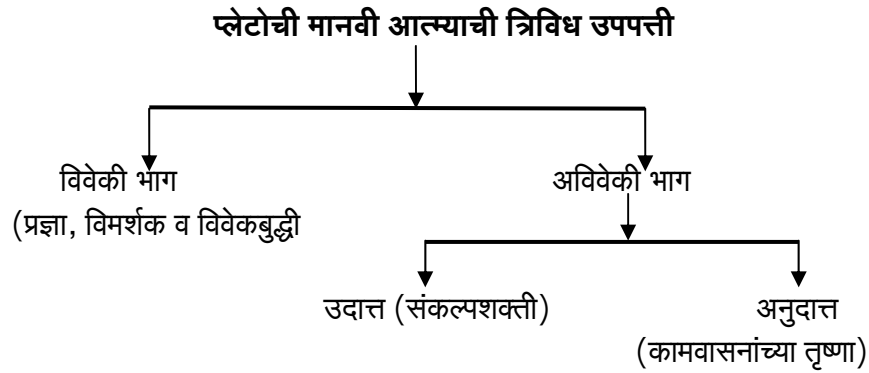 प्लेटोची मानवी आत्म्याची त्रिविध उपपत्ती
विवेकी भाग
(प्रज्ञा, विमर्शक व विवेकबुद्धी
अविवेकी भाग
उदात्त (संकल्पशक्ती)
अनुदात्त
(कामवासनांच्या तृष्णा)